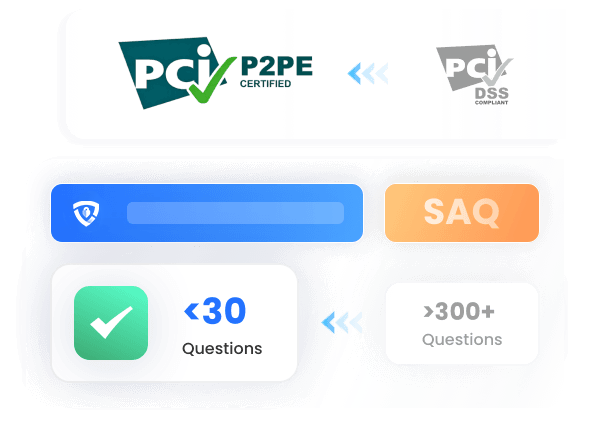 PCi P2PE
CERTIFIED
PCi
DSS
COMPLIANT
SAQ
<30
Questions
>300+
Questions